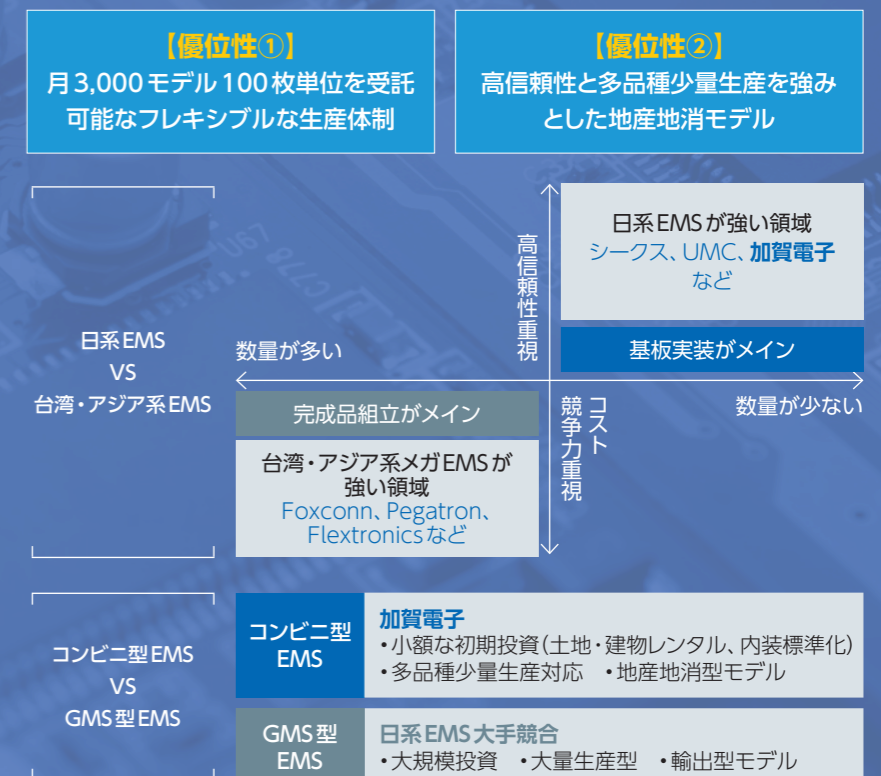 【優位性①】
月3,000モデル100枚単位を受託
可能なフレキシブルな生産体制
【優位性②】
高信頼性と多品種少量生産を強み
とした地産地消モデル
日系EMS
VS
台湾・アジア系EMS
高信頼性重視
日系EMSが強い領域
シークス、UMC、加賀電子
など
基板実装がメイン
数量が多い
数量が少ない
完成品組立がメイン
コスト
競争力重視
台湾・アジア系メガEMSが
強い領域
Foxconn、Pegatron、
Flextronicsなど
コンビニ型EMS
VS
GMS型EMS
コンビニ型
EMS
加賀電子
・小額な初期投資(土地・建物レンタル、内装標準化)
・多品種少量生産対応 ・地産地消型モデル
GMS型
EMS
日系EMS大手競合
・大規模投資 ・大量生産型 ・輸出型モデル
U67
C776